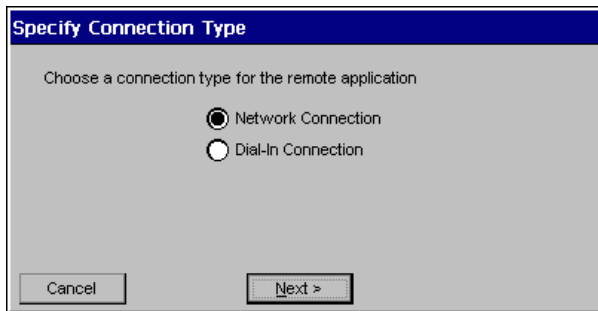 Specify Connection Type
Choose a connection type for the remote application
Network Connection
Dial-In Connection
Cancel
Next >